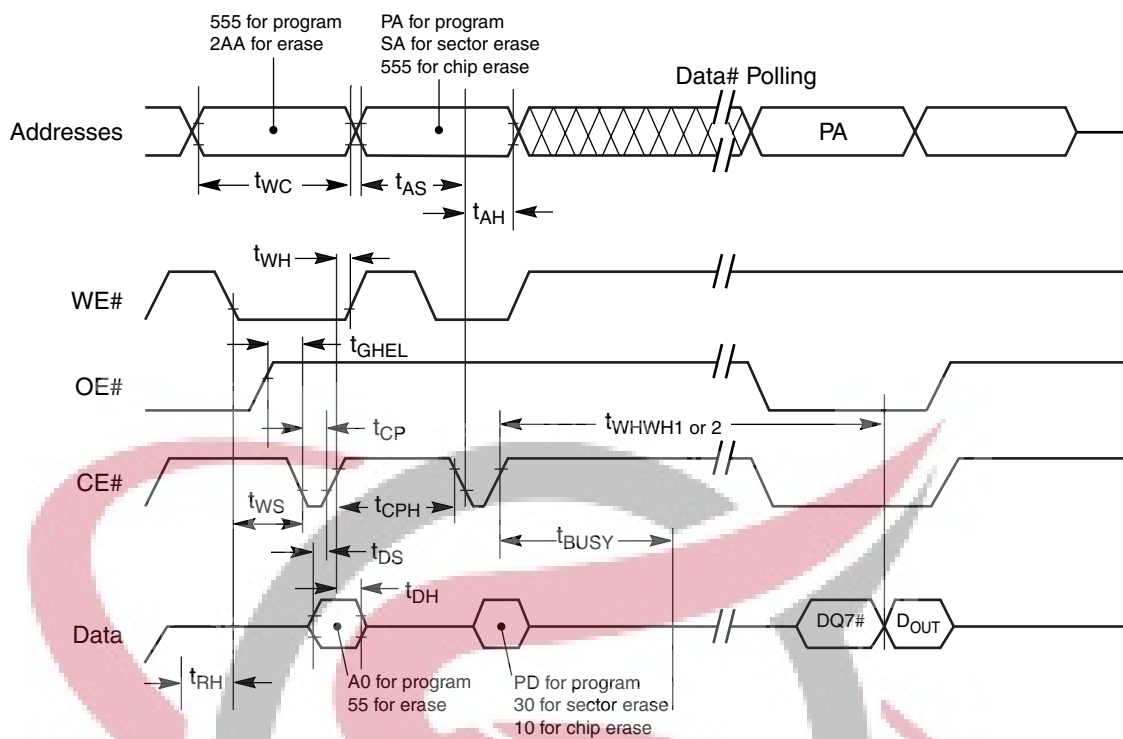 555 for program
2AA for erase
PA for program
SA for sector erase
555 for chip erase
Data# Polling
Addresses
PA
tWC
tAS
tAH
tWH
WE#
tGHEL
OE#
tWHWH1 or 2
tCP
CE#
tWS
tCPH
tBUSY
tDS
tDH
Data
DQ7#
DOUT
tRH
A0 for program
55 for erase
PD for program
30 for sector erase
10 for chip erase